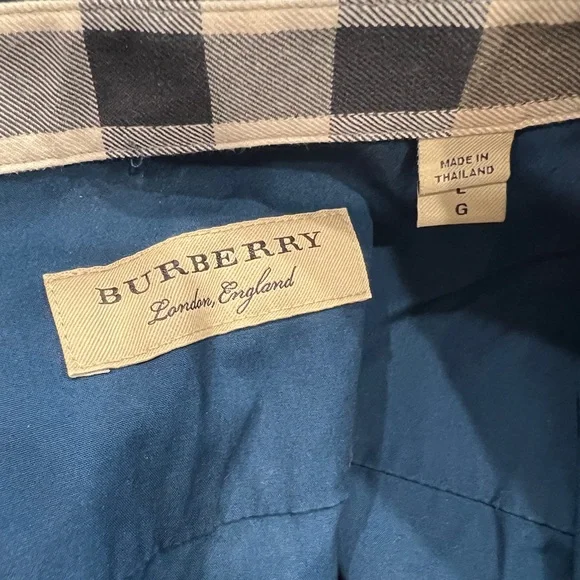 BURBERRY
London, England
MADE IN
THAILAND
L
G